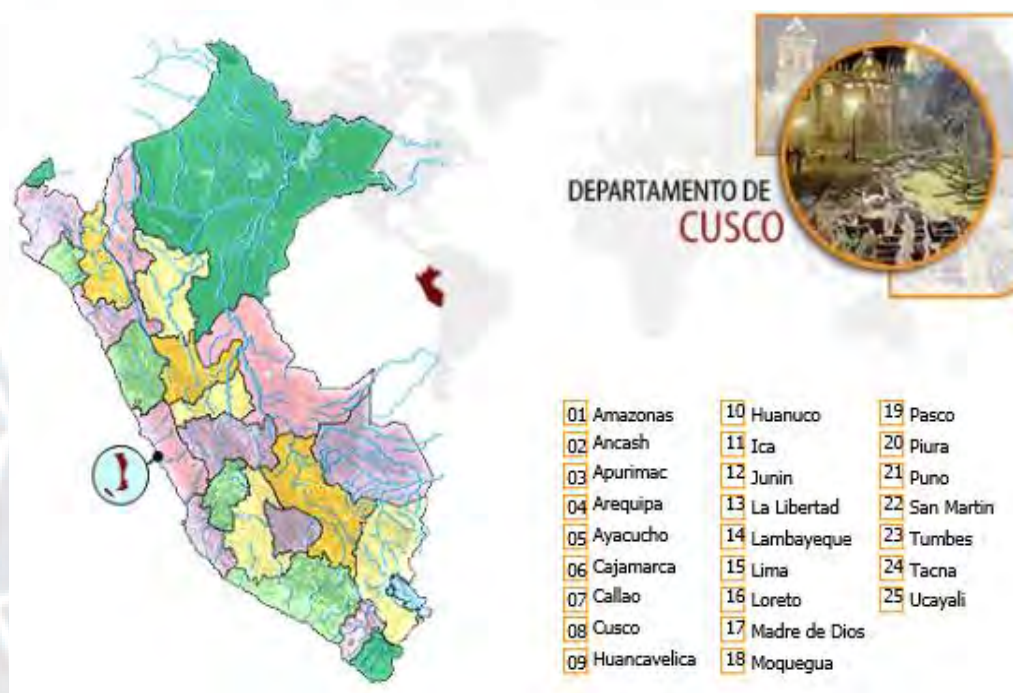 DEPARTAMENTO DE
CUSCO
01 Amazonas
02 Ancash
03 Apurimac
04 Arequipa
05 Ayacucho
06 Cajamarca
07 Callao
08 Cusco
09 Huancavelica
10 Huanuco
11 Ica
12 Junin
13 La Libertad
14 Lambayeque
15 Lima
16 Loreto
17 Madre de Dios
18 Moquegua
19 Pasco
20 Piura
21 Puno
22 San Martin
23 Tumbes
24 Tacna
25 Ucayali